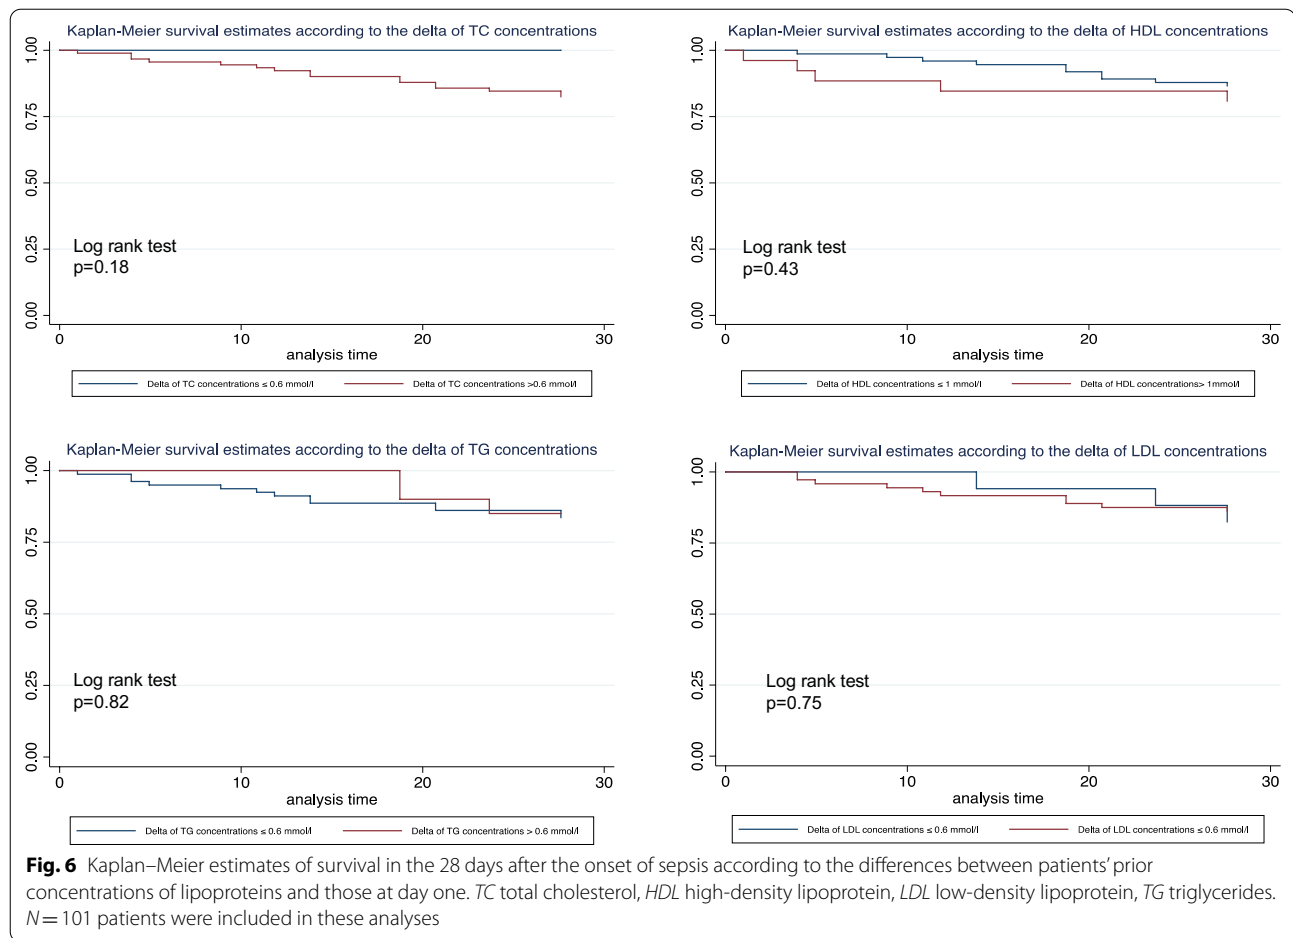 Kaplan-Meier survival estimates according to the delta of TC concentrations
1.00
0.75
0.50
0.25
0.00
Log rank test
p=0.18
0 10 20 30
analysis time
Delta of TC concentrations ≤ 0.6 mmol/l Delta of TC concentrations >0.6 mmol/l
Kaplan-Meier survival estimates according to the delta of HDL concentrations
1.00
0.75
0.50
0.25
0.00
Log rank test
p=0.43
0 10 20 30
analysis time
Delta of HDL concentrations ≤ 1 mmol/l Delta of HDL concentrations> 1mmol/l
Kaplan-Meier survival estimates according to the delta of TG concentrations
1.00
0.75
0.50
0.25
0.00
Log rank test
p=0.82
0 10 20 30
analysis time
Delta of TG concentrations ≤ 0.6 mmol/l Delta of TG concentrations > 0.6 mmol/l
Kaplan-Meier survival estimates according to the delta of LDL concentrations
1.00
0.75
0.50
0.25
0.00
Log rank test
p=0.75
0 10 20 30
analysis time
Delta of LDL concentrations ≤ 0.6 mmol/l Delta of LDL concentrations ≤ 0.6 mmol/l
Fig. 6 Kaplan–Meier estimates of survival in the 28 days after the onset of sepsis according to the differences between patients' prior
concentrations of lipoproteins and those at day one. TC total cholesterol, HDL high-density lipoprotein, LDL low-density lipoprotein, TG triglycerides.
N = 101 patients were included in these analyses